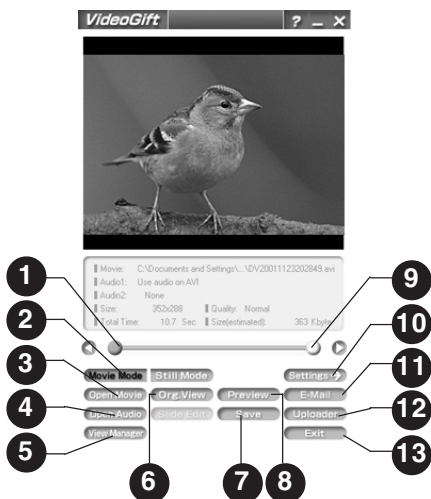 VideoGift ? – ×
Movie: C:\Documents and Settings\...\DV20011123202849.avi
Audio1: Use audio on AVI
Audio2: None
Size: 352x288 Quality: Normal
Total Time: 10.7 Sec Size(estimated): 363 Kbyte
1
2
3
4
5
9
10
11
12
13
Movie Mode Still Mode Settings
Open Movie Org.View Preview E-Mail
Open Audio Slide Edit Save Uploader
View Manager Exit
6 7 8